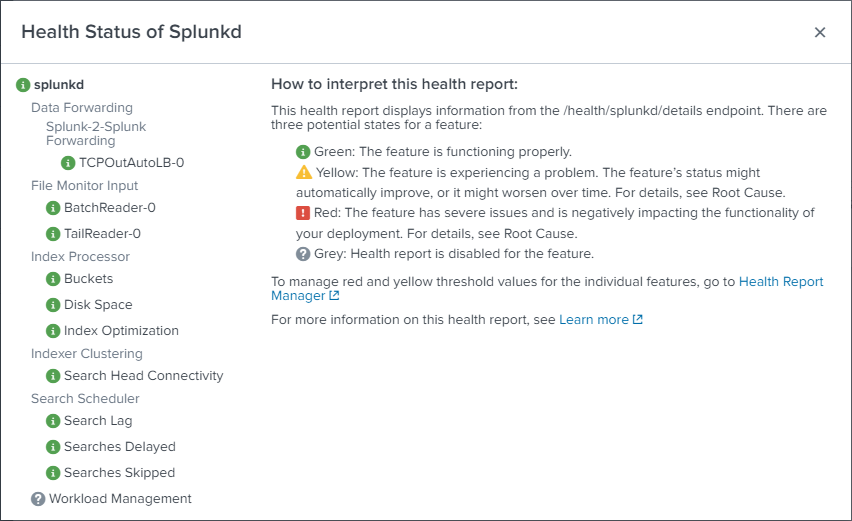 Health Status of Splunkd
splunkd
Data Forwarding
Splunk-2-Splunk
Forwarding
TCPOutAutoLB-0
File Monitor Input
BatchReader-0
TailReader-0
Index Processor
Buckets
Disk Space
Index Optimization
Indexer Clustering
Search Head Connectivity
Search Scheduler
Search Lag
Searches Delayed
Searches Skipped
Workload Management
How to interpret this health report:
This health report displays information from the /health/splunkd/details endpoint. There are
three potential states for a feature:
Green: The feature is functioning properly.
Yellow: The feature is experiencing a problem. The feature's status might
automatically improve, or it might worsen over time. For details, see Root Cause.
Red: The feature has severe issues and is negatively impacting the functionality of
your deployment. For details, see Root Cause.
Grey: Health report is disabled for the feature.
To manage red and yellow threshold values for the individual features, go to Health Report
Manager
For more information on this health report, see Learn more